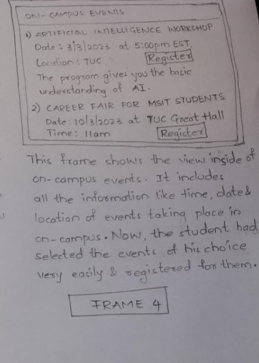 ON-CAMPUS EVENTS
1) ARTIFICIAL INTELLIGENCE WORKSHOP
Date: 3|3|2023 at 5:00pm EST
Location: TUC Register
The program gives you the basic
understanding of AI.
2) CAREER FAIR FOR MSIT STUDENTS
Date: 10|3|2023 at TUC Great Hall
Time: 11am Register
This frame shows the view inside of
on-campus events. It includes
all the information like time, date &
location of events taking place in
on-campus. Now, the student had
selected the events of his choice
very easily & registered for them.
FRAME 4